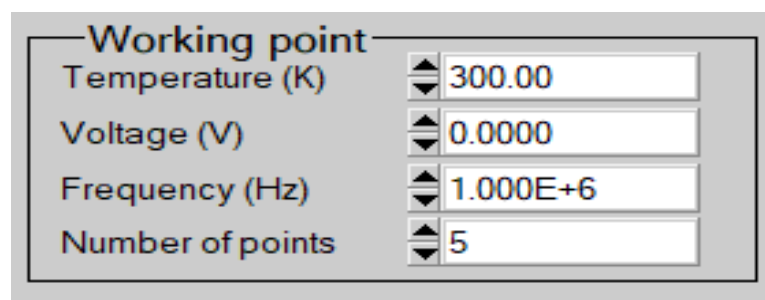 Working point
Temperature (K) 300.00
Voltage (V) 0.0000
Frequency (Hz) 1.000E+6
Number of points 5